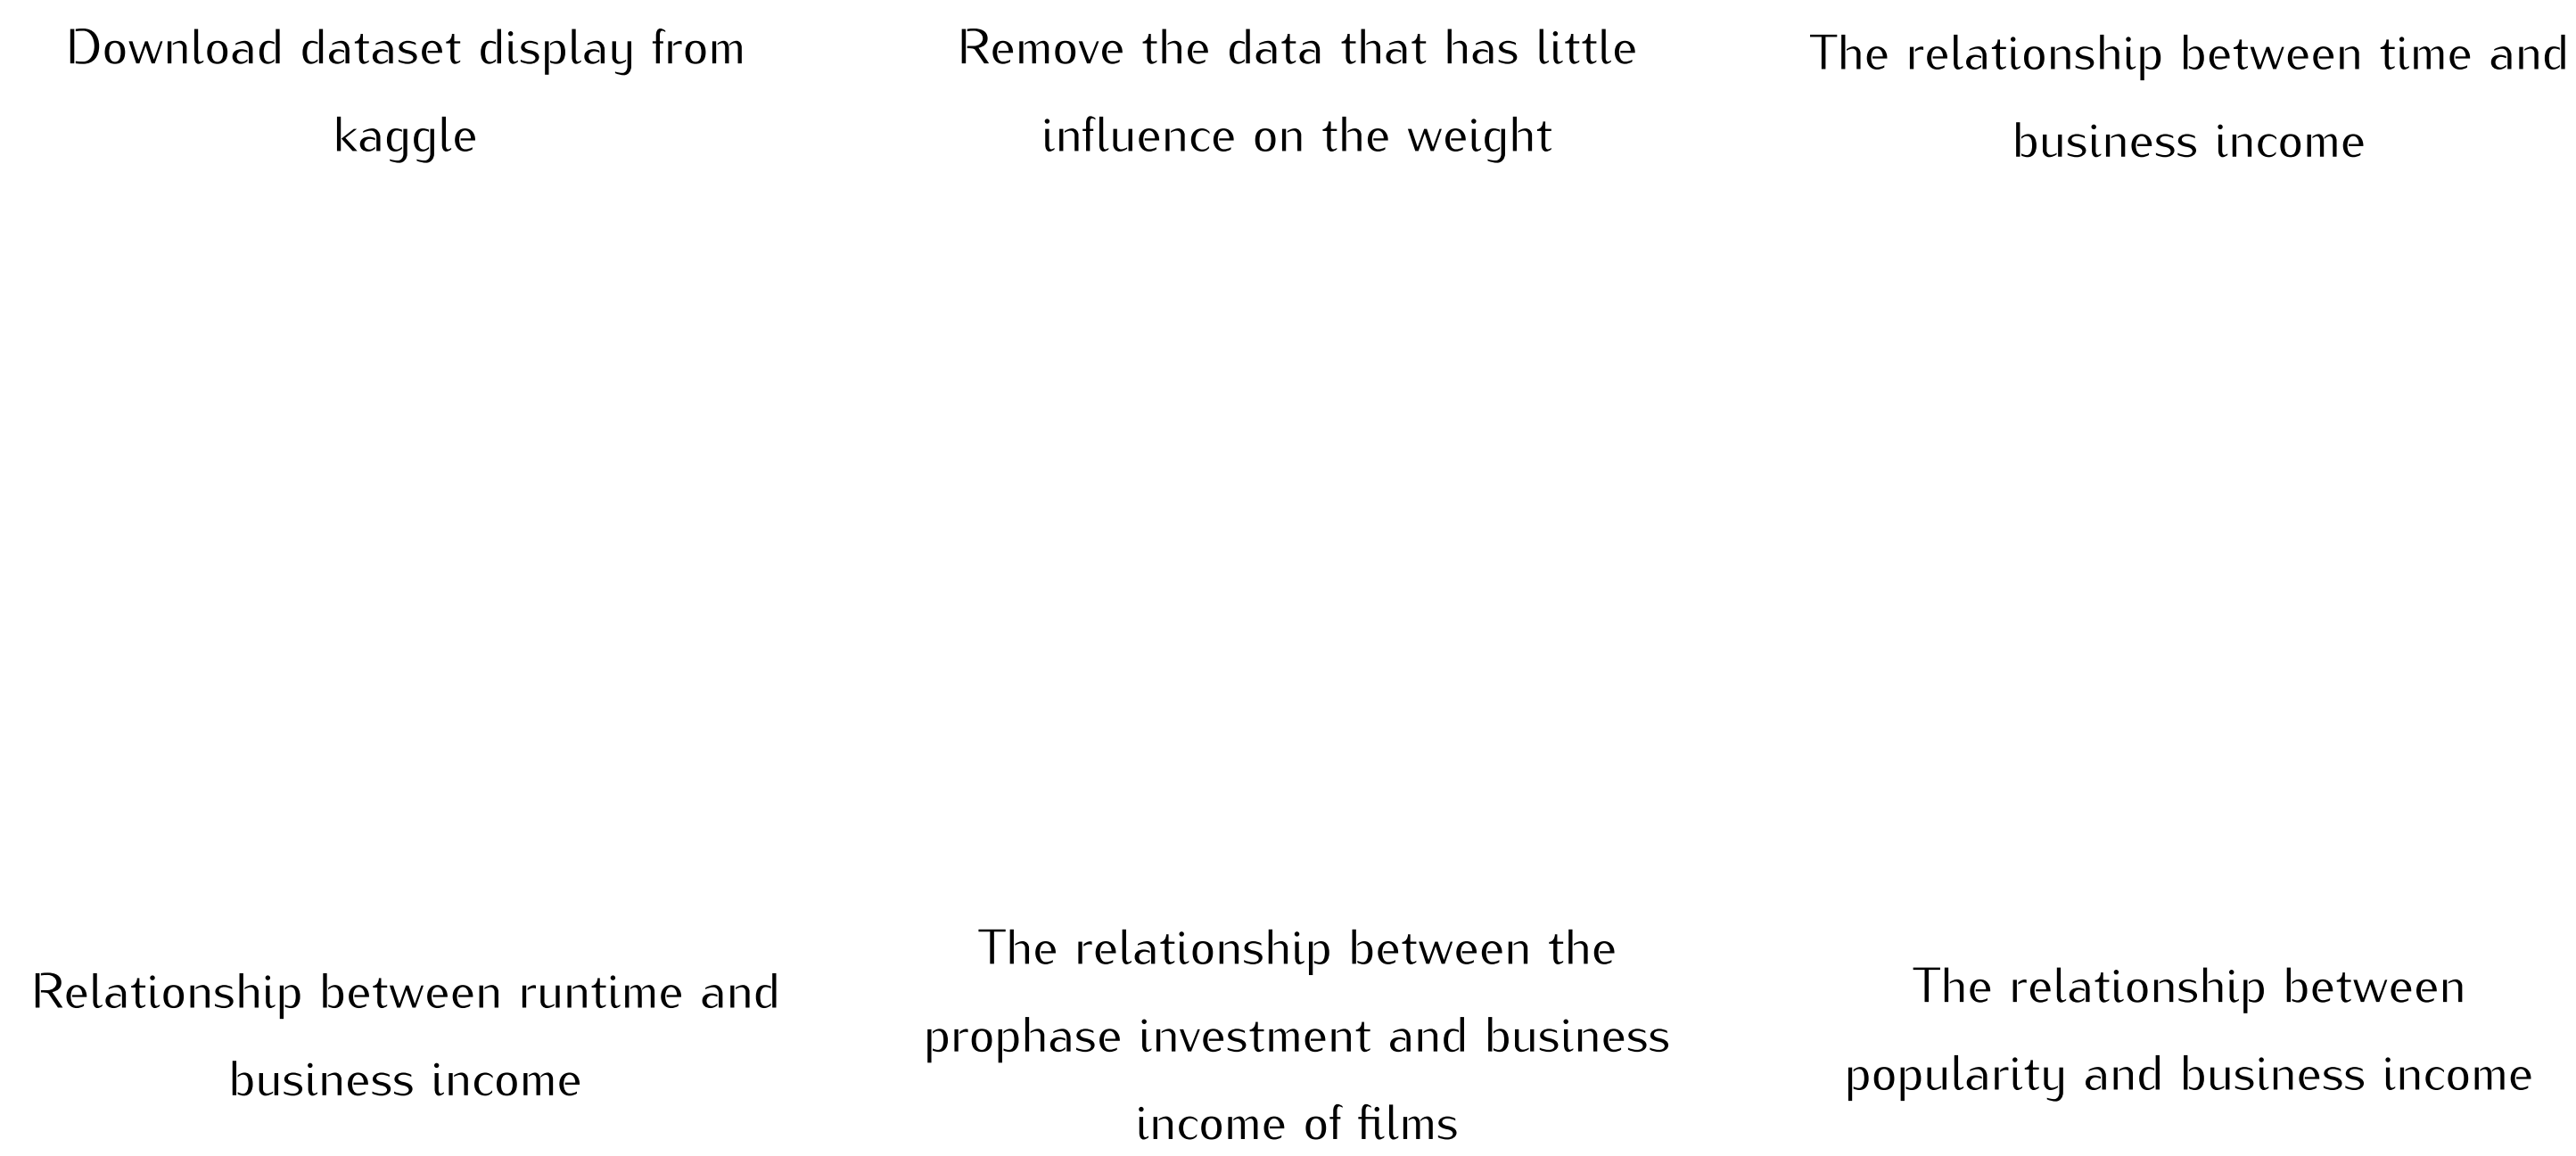 Download dataset display from
kaggle
Remove the data that has little
influence on the weight
The relationship between time and
business income
Relationship between runtime and
business income
The relationship between the
prophase investment and business
income of films
The relationship between
popularity and business income